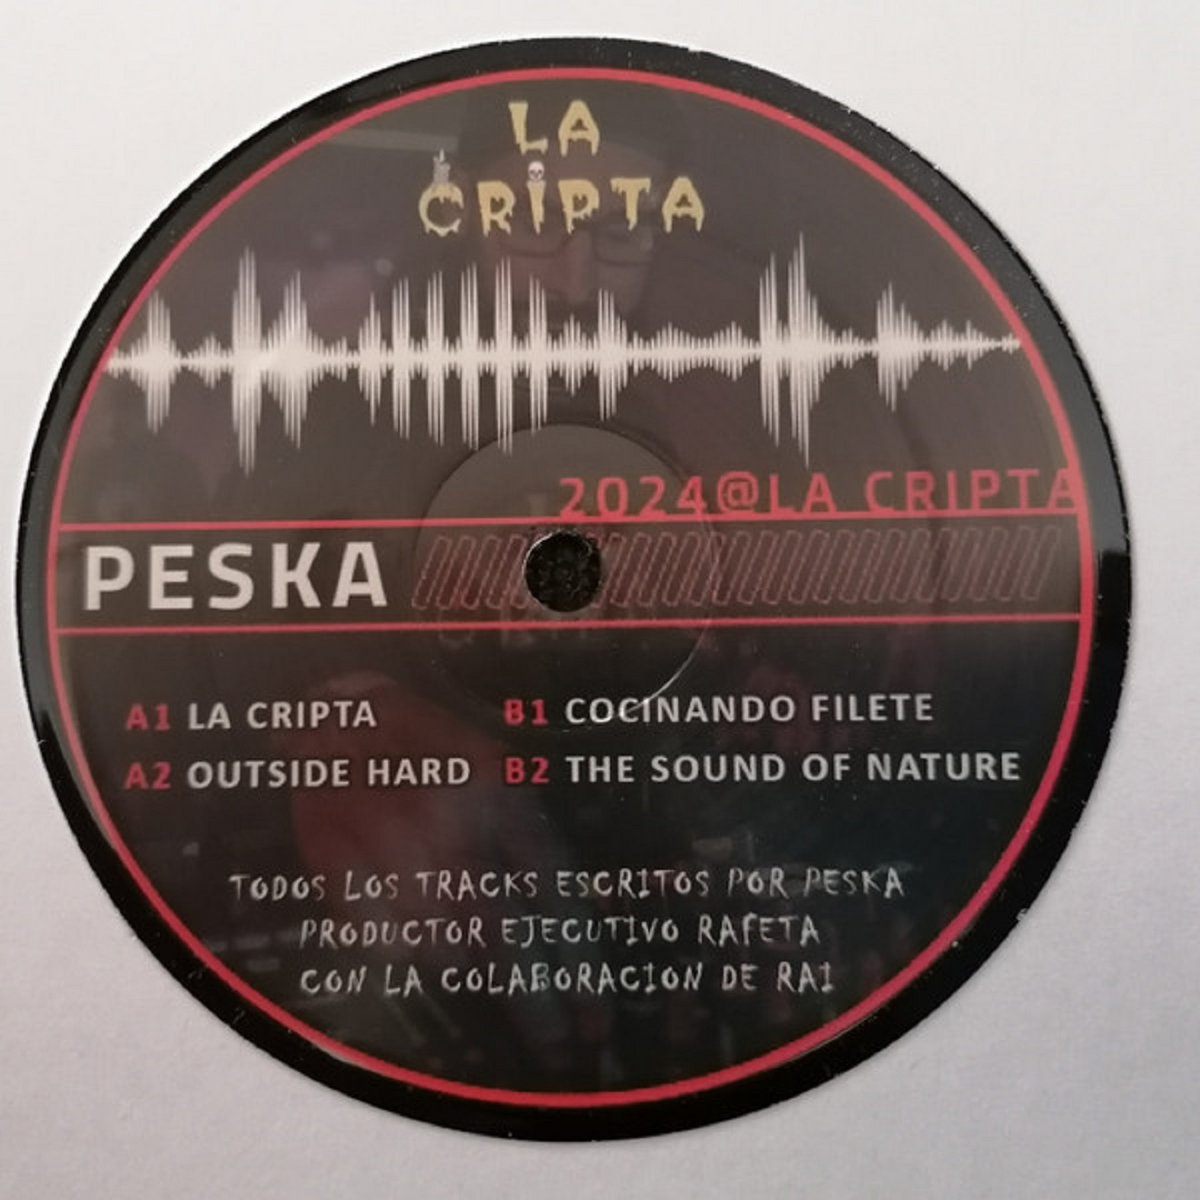 LA
CRIPTA
2024@LA CRIPTA
PESKA
A1 LA CRIPTA
A2 OUTSIDE HARD
B1 COCINANDO FILETE
B2 THE SOUND OF NATURE
TODOS LOS TRACKS ESCRITOS POR PESKA
PRODUCTOR EJECUTIVO RAFETA
CON LA COLABORACION DE RAI